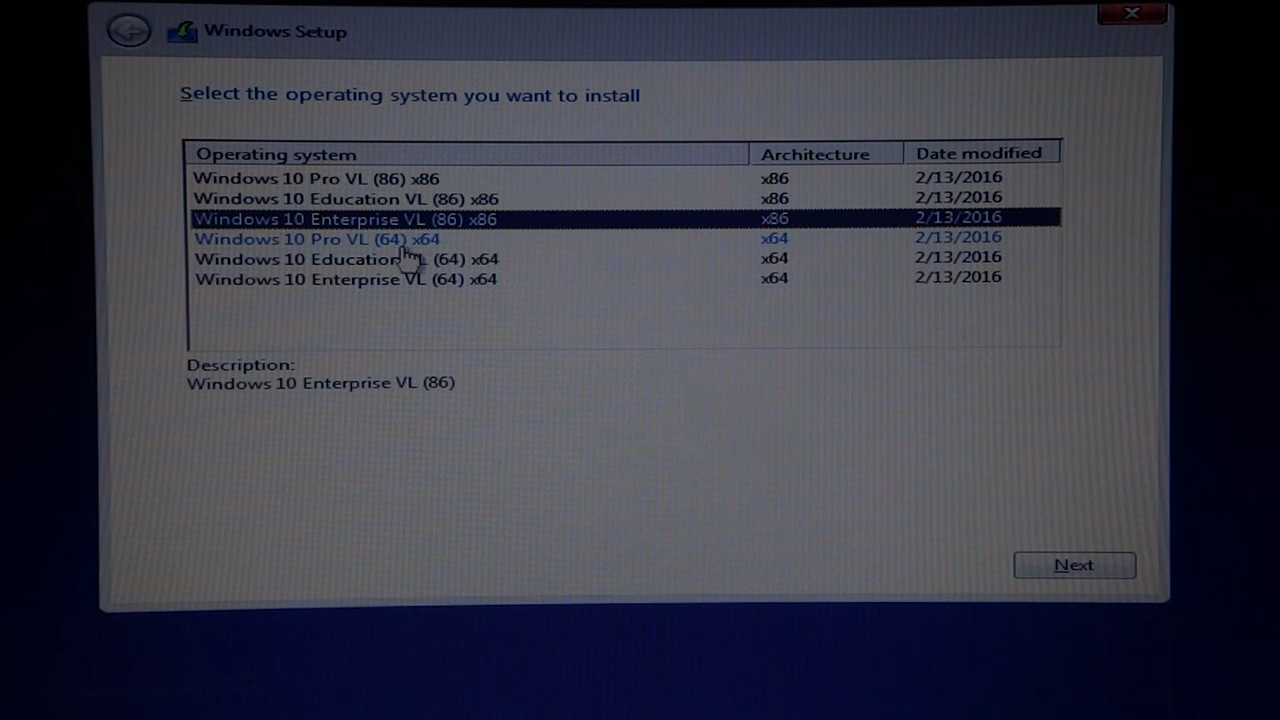 Windows Setup
Select the operating system you want to install
Operating system Architecture Date modified
Windows 10 Pro VL (86) x86 x86 2/13/2016
Windows 10 Education VL (86) x86 x86 2/13/2016
Windows 10 Enterprise VL (86) x86 x86 2/13/2016
Windows 10 Pro VL (64) x64 x64 2/13/2016
Windows 10 Education VL (64) x64 x64 2/13/2016
Windows 10 Enterprise VL (64) x64 x64 2/13/2016
Description:
Windows 10 Enterprise VL (86)
Next